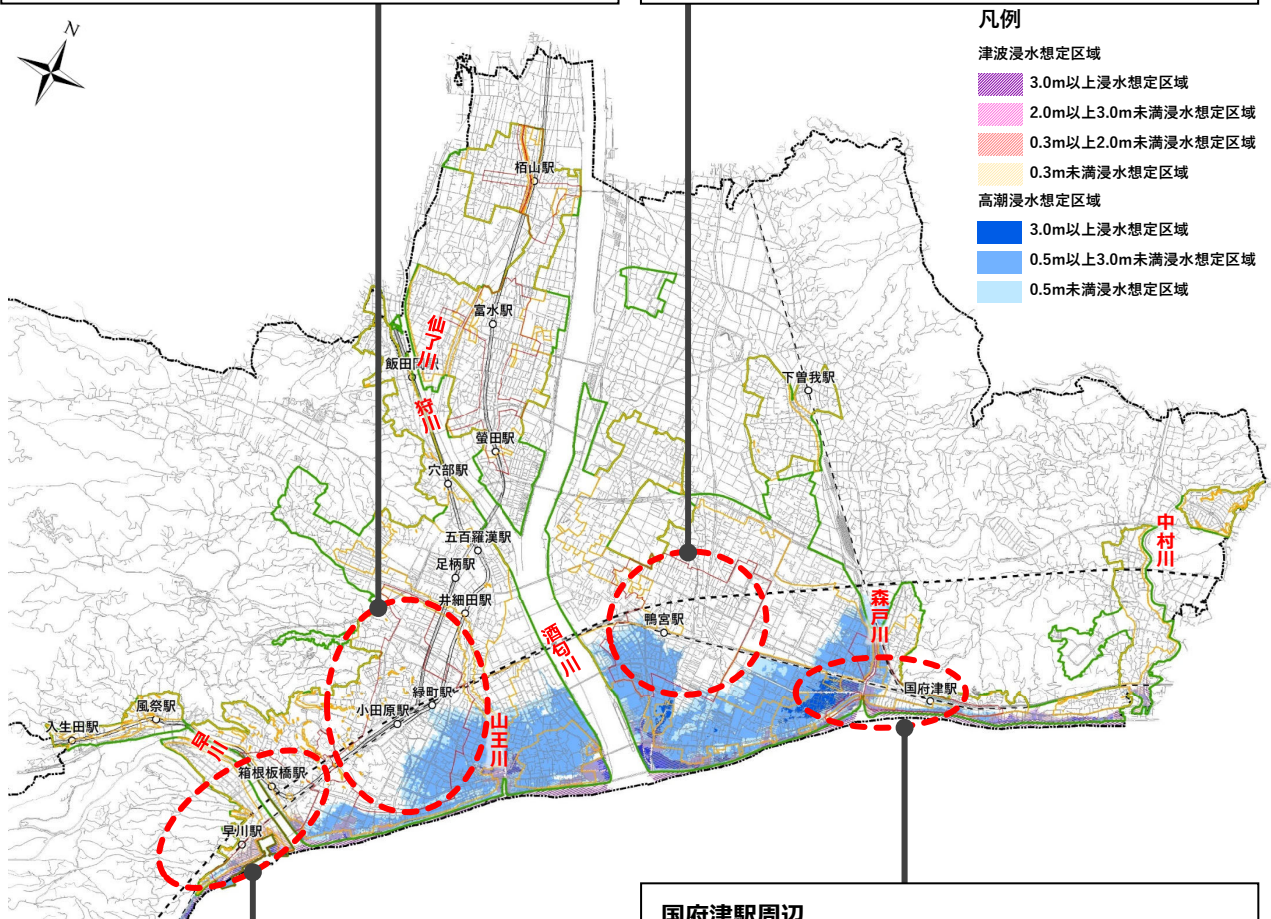 N
凡例
津波浸水想定区域
3.0m以上浸水想定区域
2.0m以上3.0m未満浸水想定区域
0.3m以上2.0m未満浸水想定区域
0.3m未満浸水想定区域
高潮浸水想定区域
3.0m以上浸水想定区域
0.5m以上3.0m未満浸水想定区域
0.5m未満浸水想定区域
栢山駅
富水駅
仙了川
飯田
下曽我駅
狩川
螢田駅
穴部駅
中村川
五百羅漢駅
足柄駅
井細田駅
森戸川
鴨宮駅
酒匂川
国府津駅
緑町駅
小田原駅
風祭駅
入生田駅
山王川
早川
箱根板橋駅
早川駅
国府津駅周辺